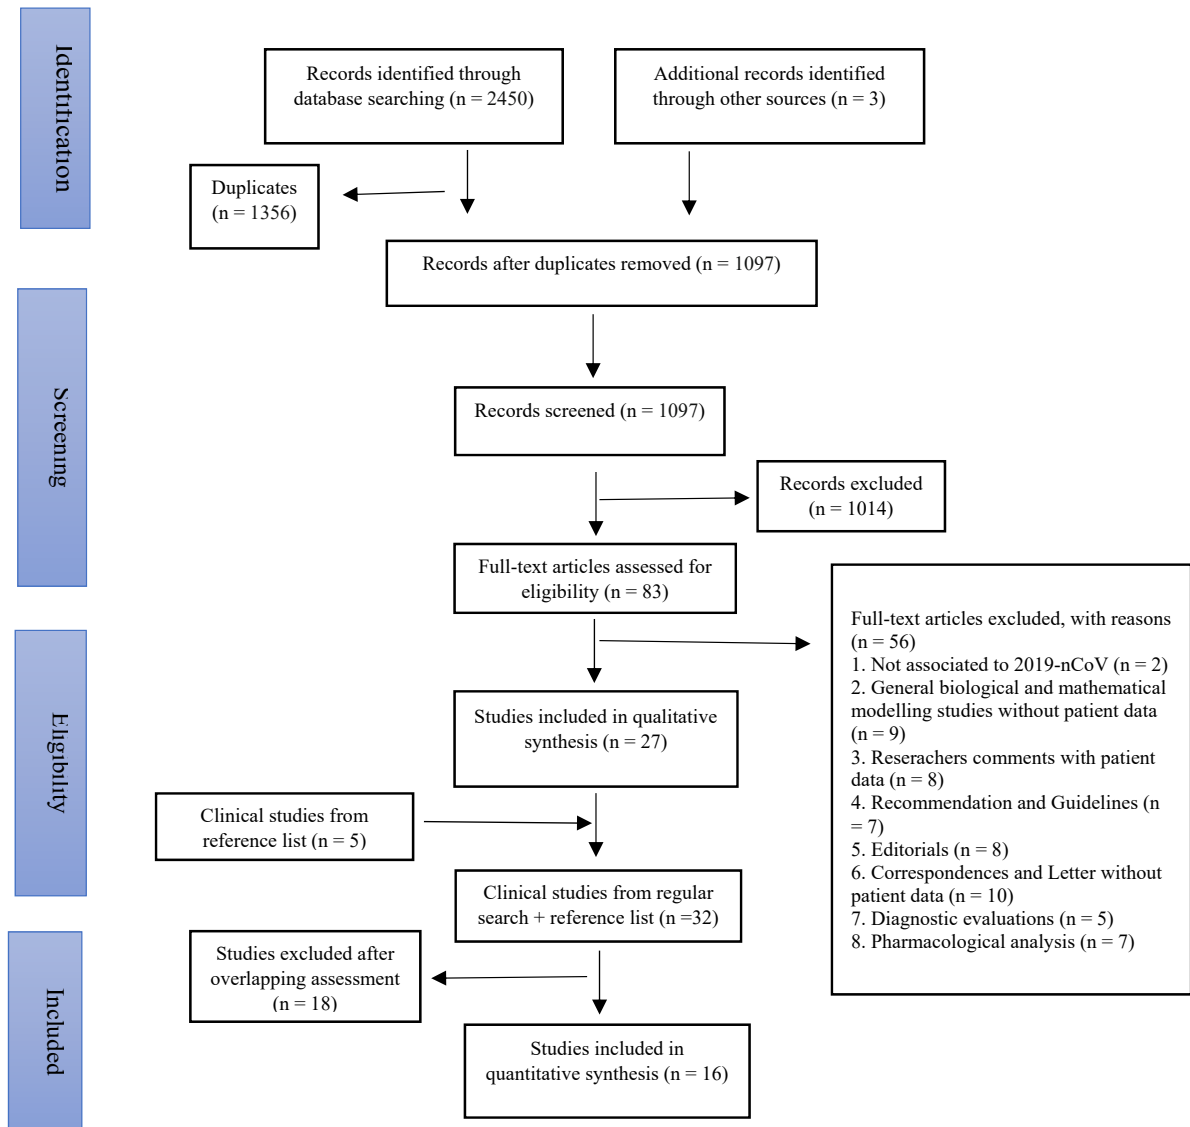 Identification
Records identified through
database searching (n = 2450)
Additional records identified
through other sources (n = 3)
Duplicates
(n = 1356)
Records after duplicates removed (n = 1097)
Screening
Records screened (n = 1097)
Records excluded
(n = 1014)
Full-text articles assessed for
eligibility (n = 83)
Full-text articles excluded, with reasons
(n = 56)
1. Not associated to 2019-nCoV (n = 2)
2. General biological and mathematical
modelling studies without patient data
(n = 9)
3. Reserachers comments with patient
data (n = 8)
4. Recommendation and Guidelines (n
= 7)
5. Editorials (n = 8)
6. Correspondences and Letter without
patient data (n = 10)
7. Diagnostic evaluations (n = 5)
8. Pharmacological analysis (n = 7)
Eligibility
Studies included in qualitative
synthesis (n = 27)
Clinical studies from
reference list (n = 5)
Clinical studies from regular
search + reference list (n =32)
Included
Studies excluded after
overlapping assessment
(n = 18)
Studies included in
quantitative synthesis (n = 16)